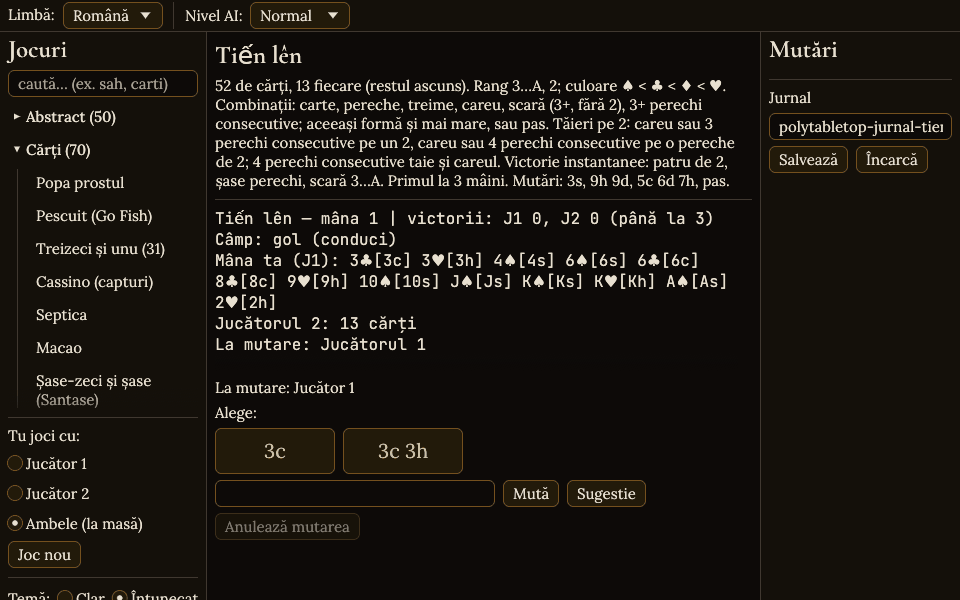 Limbă: Română ▼ Nivel AI: Normal ▼
Jocuri
caută... (ex. sah, carti)
▸ Abstract (50)
▾ Cărți (70)
Popa prostul
Pescuit (Go Fish)
Treizeci și unu (31)
Cassino (capturi)
Septica
Macao
Șase-zeci și șase
(Santase)
Tu joci cu:
Jucător 1
Jucător 2
Ambele (la masă)
Joc nou
Temă: Clar Întunecat
Tiến lên
52 de cărți, 13 fiecare (restul ascuns). Rang 3...A, 2; culoare ♠ < ♣ < ♦ < ♥.
Combinații: carte, pereche, treime, careu, scară (3+, fără 2), 3+ perechi
consecutive; aceeași formă și mai mare, sau pas. Tăieri pe 2: careu sau 3
perechi consecutive pe un 2, careu sau 4 perechi consecutive pe o pereche
de 2; 4 perechi consecutive taie și careul. Victorie instantanee: patru de 2,
șase perechi, scară 3...A. Primul la 3 mâini. Mutări: 3s, 9h 9d, 5c 6d 7h, pas.
Tiến lên — mâna 1 | victorii: J1 0, J2 0 (până la 3)
Câmp: gol (conduci)
Mâna ta (J1): 3♣[3c] 3♥[3h] 4♠[4s] 6♠[6s] 6♣[6c]
8♣[8c] 9♥[9h] 10♠[10s] J♠[Js] K♠[Ks] K♥[Kh] A♠[As]
2♥[2h]
Jucătorul 2: 13 cărți
La mutare: Jucătorul 1
La mutare: Jucător 1
Alege:
3c 3c 3h
Mută Sugestie
Anulează mutarea
Mutări
Jurnal
polytabletop-jurnal-tien
Salvează Încarcă